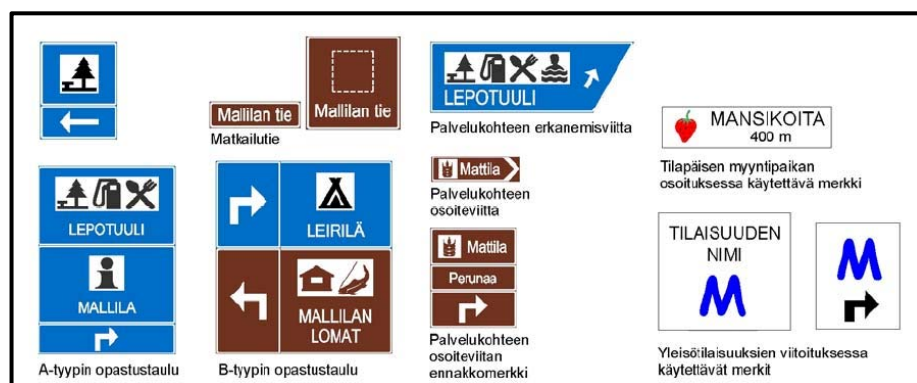 Mallilan tie
Mallilan tie
Matkailutie
LEPOTUULI
Palvelukohteen erkanemisviitta
MANSIKOITA
400 m
Tilapäisen myyntipaikan
osoituksessa käytettävä merkki
LEPOTUULI
MALLILA
A-tyypin opastustaulu
LEIRILÄ
MALLILAN
LOMAT
B-tyypin opastustaulu
Mattila
Palvelukohteen
osoiteviitta
Mattila
Perunaa
Palvelukohteen
osoiteviitan
ennakkomerkki
TILAISUUDEN
NIMI
M
M
Yleisötilaisuuksien viitoituksessa
käytettävät merkit